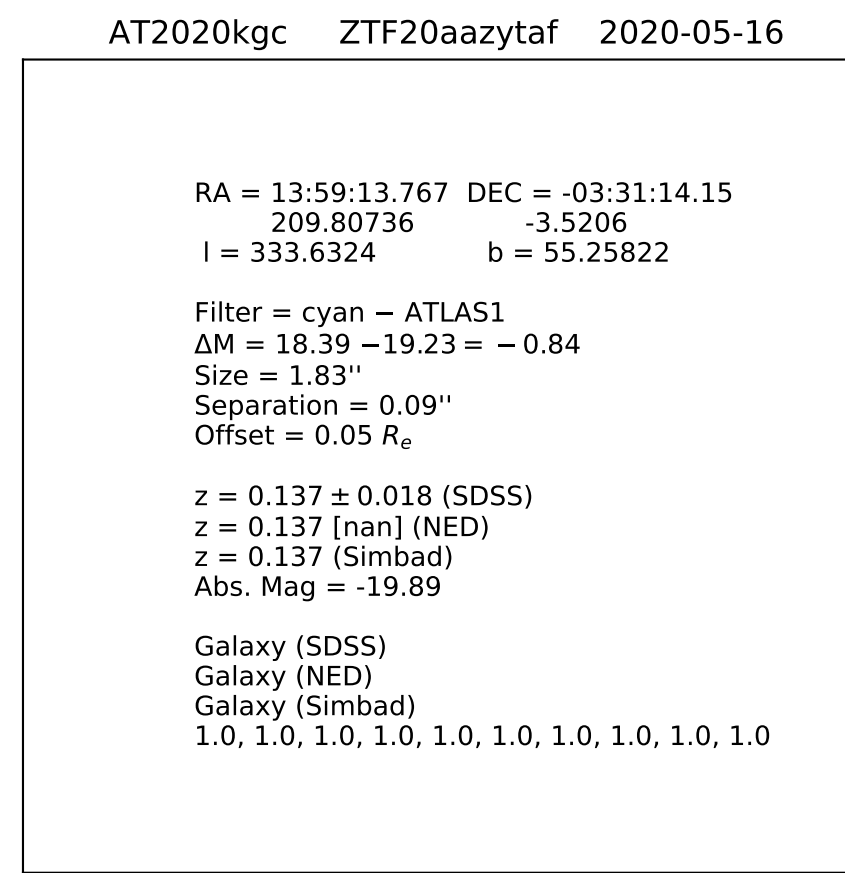 AT2020kgc ZTF20aazytaf 2020-05-16
RA = 13:59:13.767 DEC = -03:31:14.15
209.80736 -3.5206
l = 333.6324 b = 55.25822
Filter = cyan − ATLAS1
ΔM = 18.39 −19.23 = − 0.84
Size = 1.83''
Separation = 0.09''
Offset = 0.05 Rₑ
z = 0.137 ± 0.018 (SDSS)
z = 0.137 [nan] (NED)
z = 0.137 (Simbad)
Abs. Mag = -19.89
Galaxy (SDSS)
Galaxy (NED)
Galaxy (Simbad)
1.0, 1.0, 1.0, 1.0, 1.0, 1.0, 1.0, 1.0, 1.0, 1.0